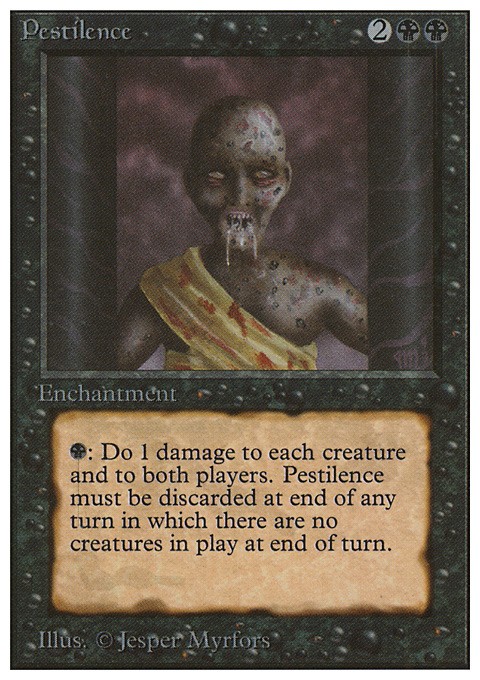 Pestilence 2
Enchantment
: Do 1 damage to each creature
and to both players. Pestilence
must be discarded at end of any
turn in which there are no
creatures in play at end of turn.
Illus. © Jesper Myrfors